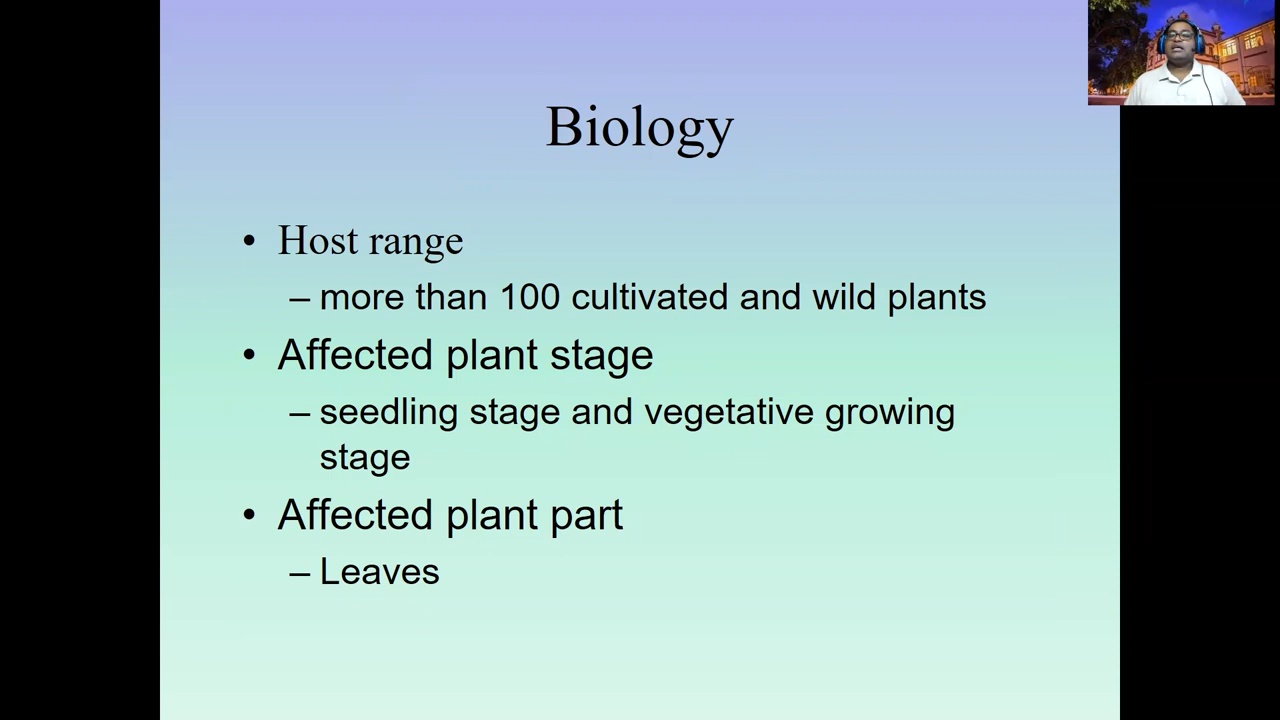 Biology
• Host range
– more than 100 cultivated and wild plants
• Affected plant stage
– seedling stage and vegetative growing
stage
• Affected plant part
– Leaves